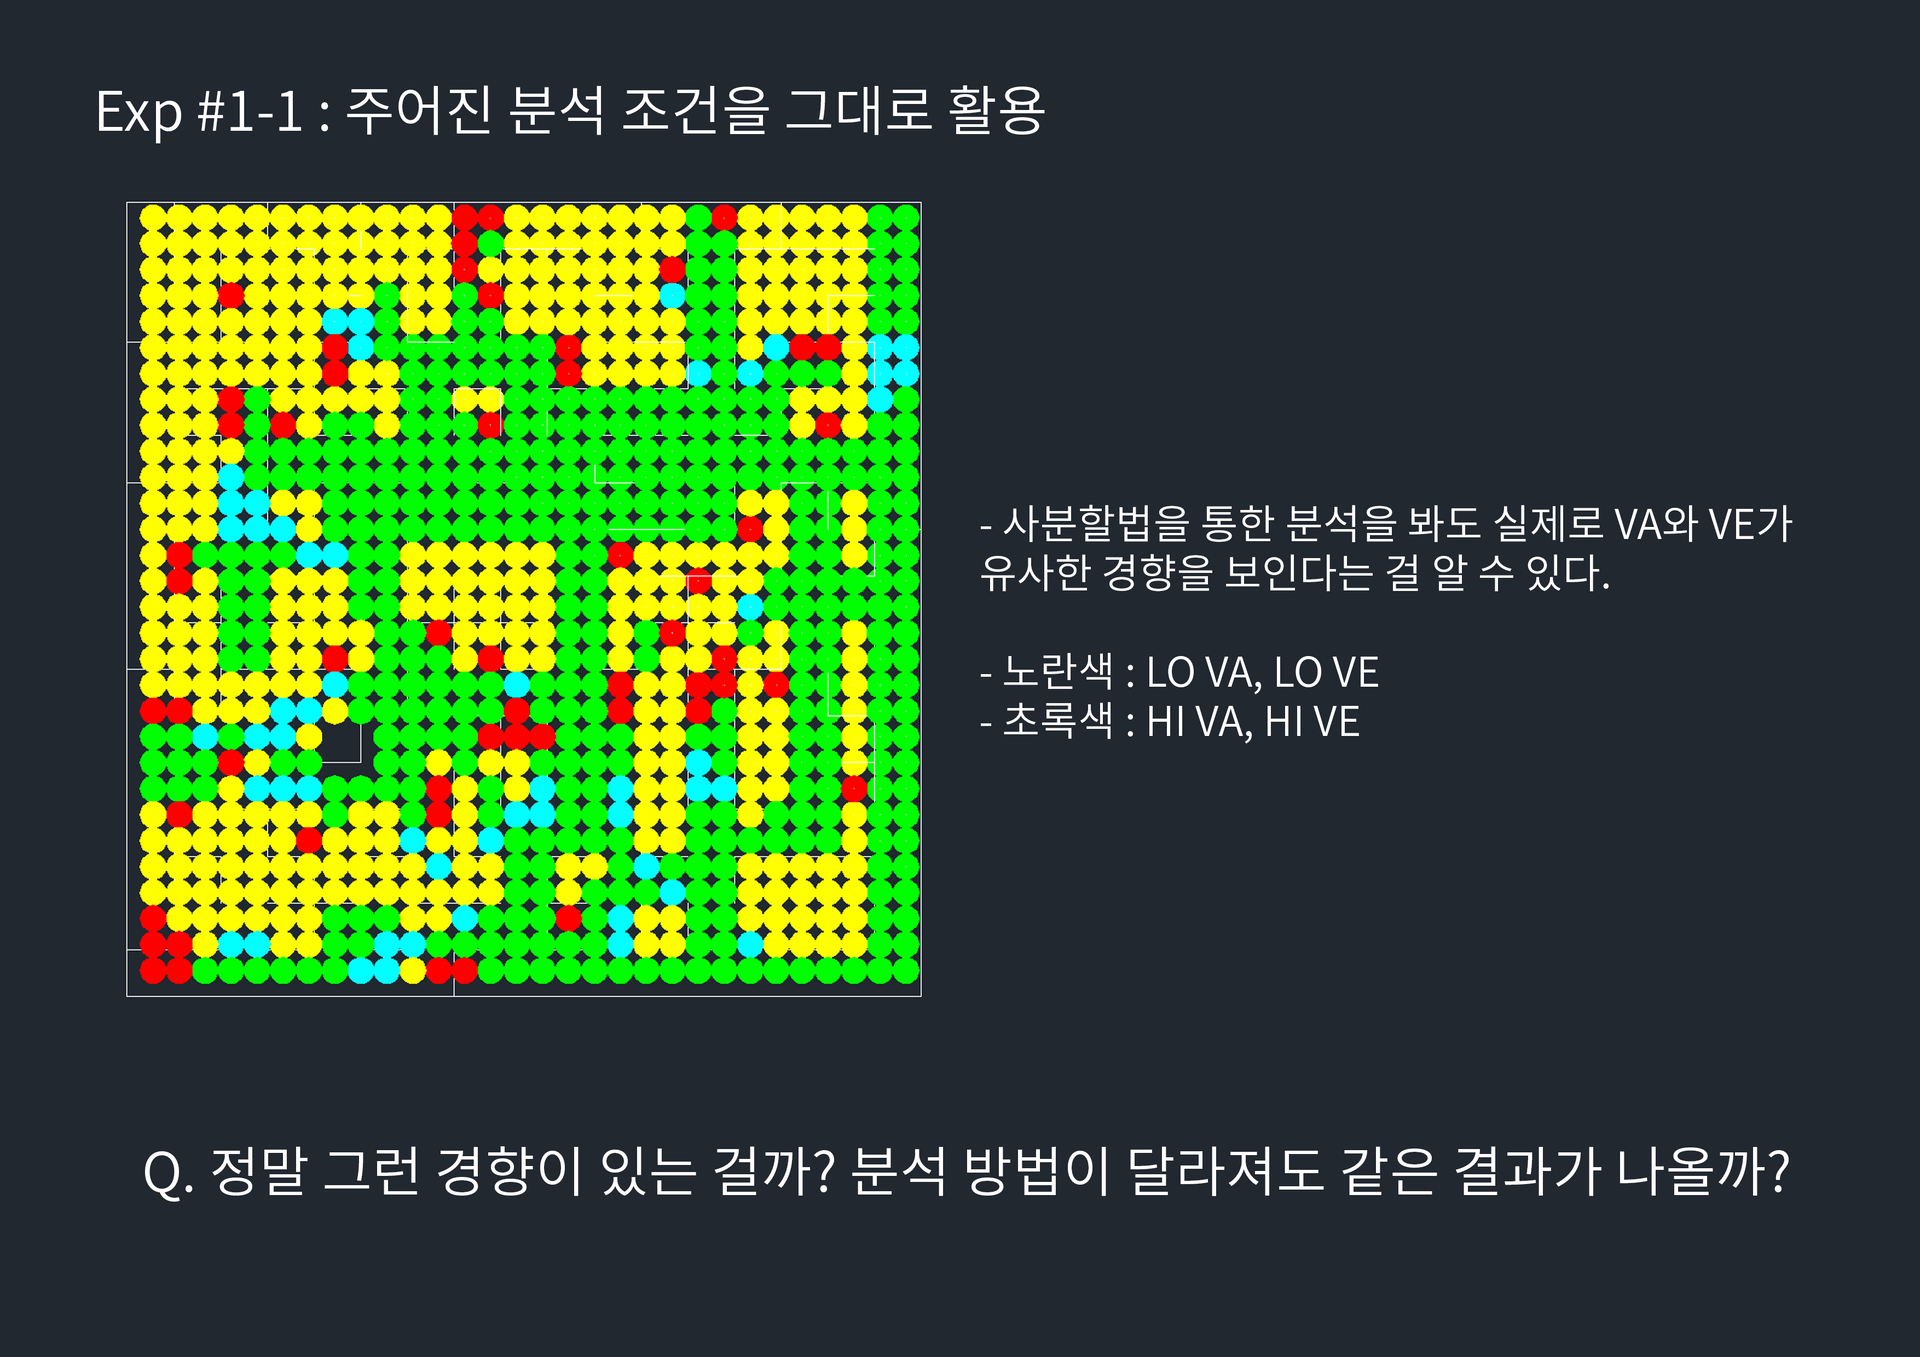 Exp #1-1 : 주어진 분석 조건을 그대로 활용
- 사분할법을 통한 분석을 봐도 실제로 VA와 VE가
유사한 경향을 보인다는 걸 알 수 있다.
- 노란색 : LO VA, LO VE
- 초록색 : HI VA, HI VE
Q. 정말 그런 경향이 있는 걸까? 분석 방법이 달라져도 같은 결과가 나올까?